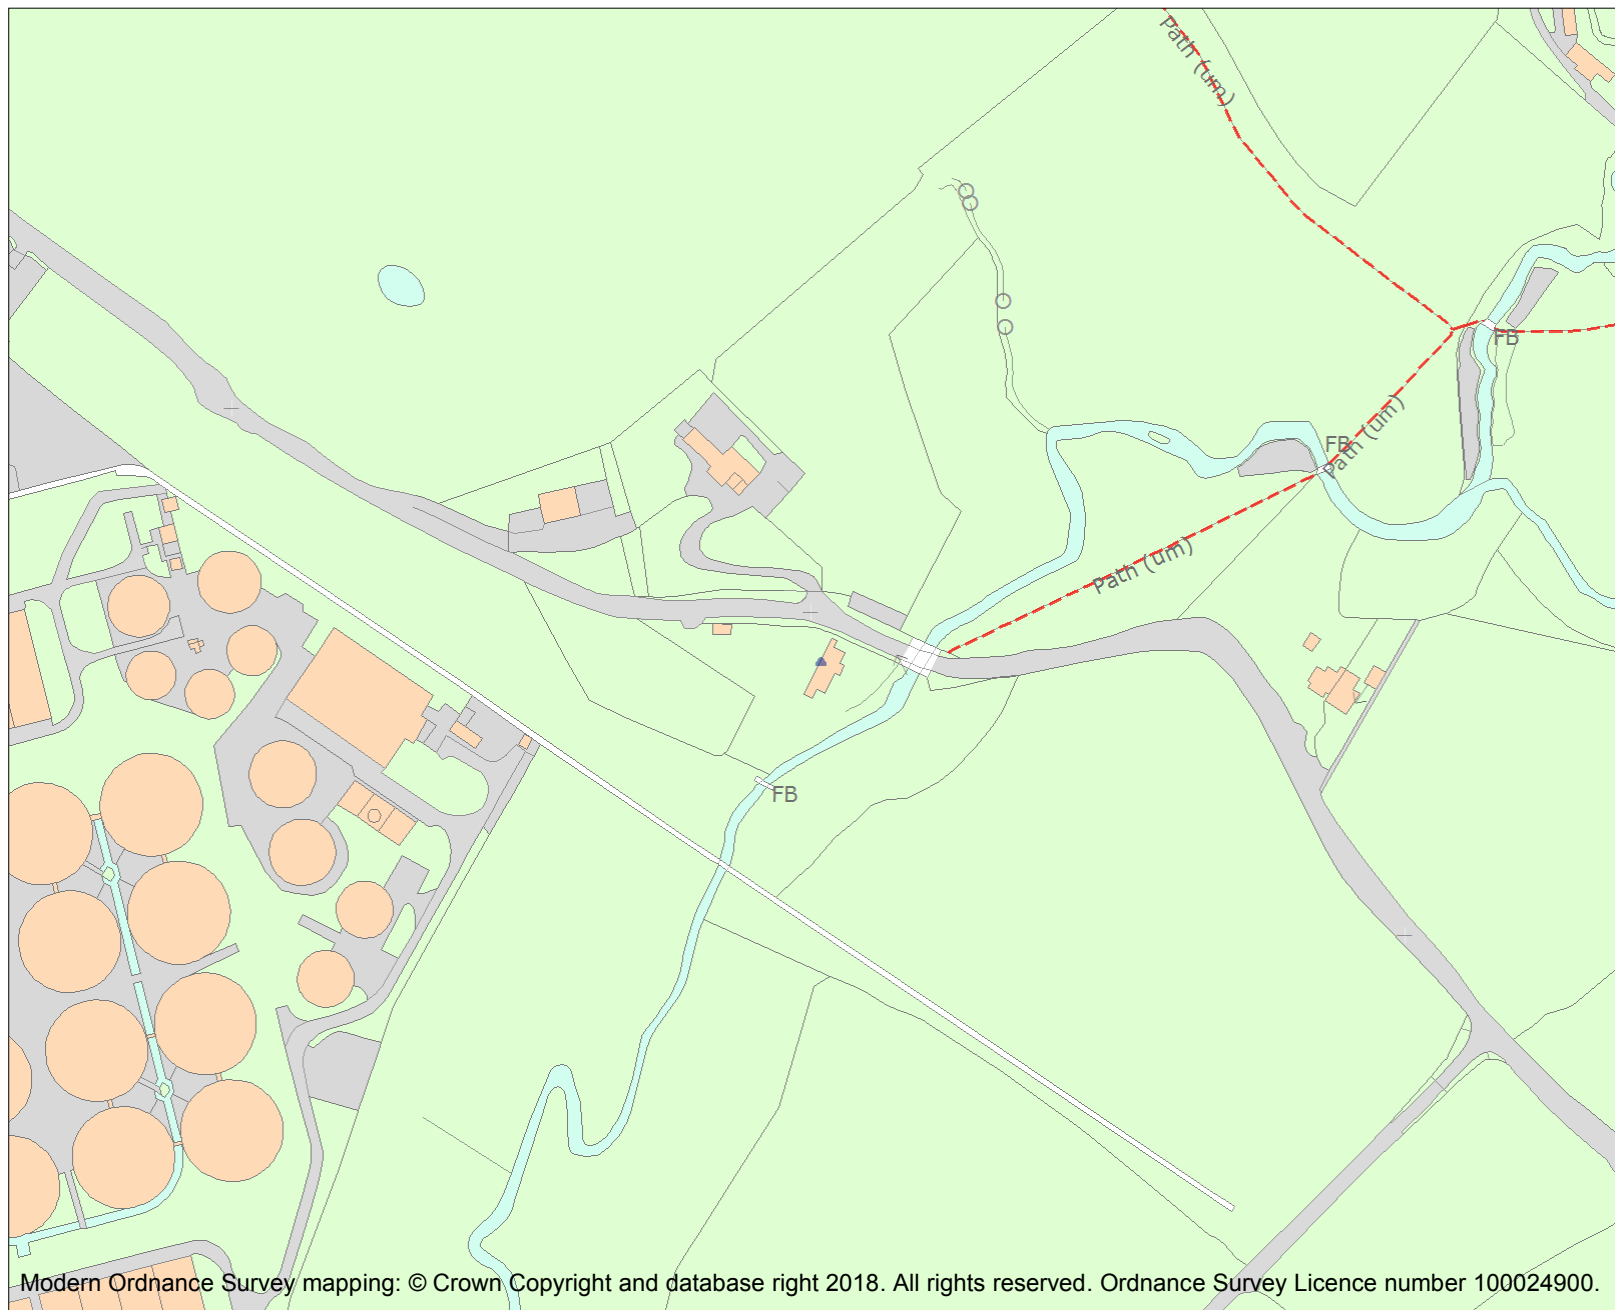 Path (um)
FB
FB
Path (um)
Path (um)
FB
Modern Ordnance Survey mapping: © Crown Copyright and database right 2018. All rights reserved. Ordnance Survey Licence number 100024900.